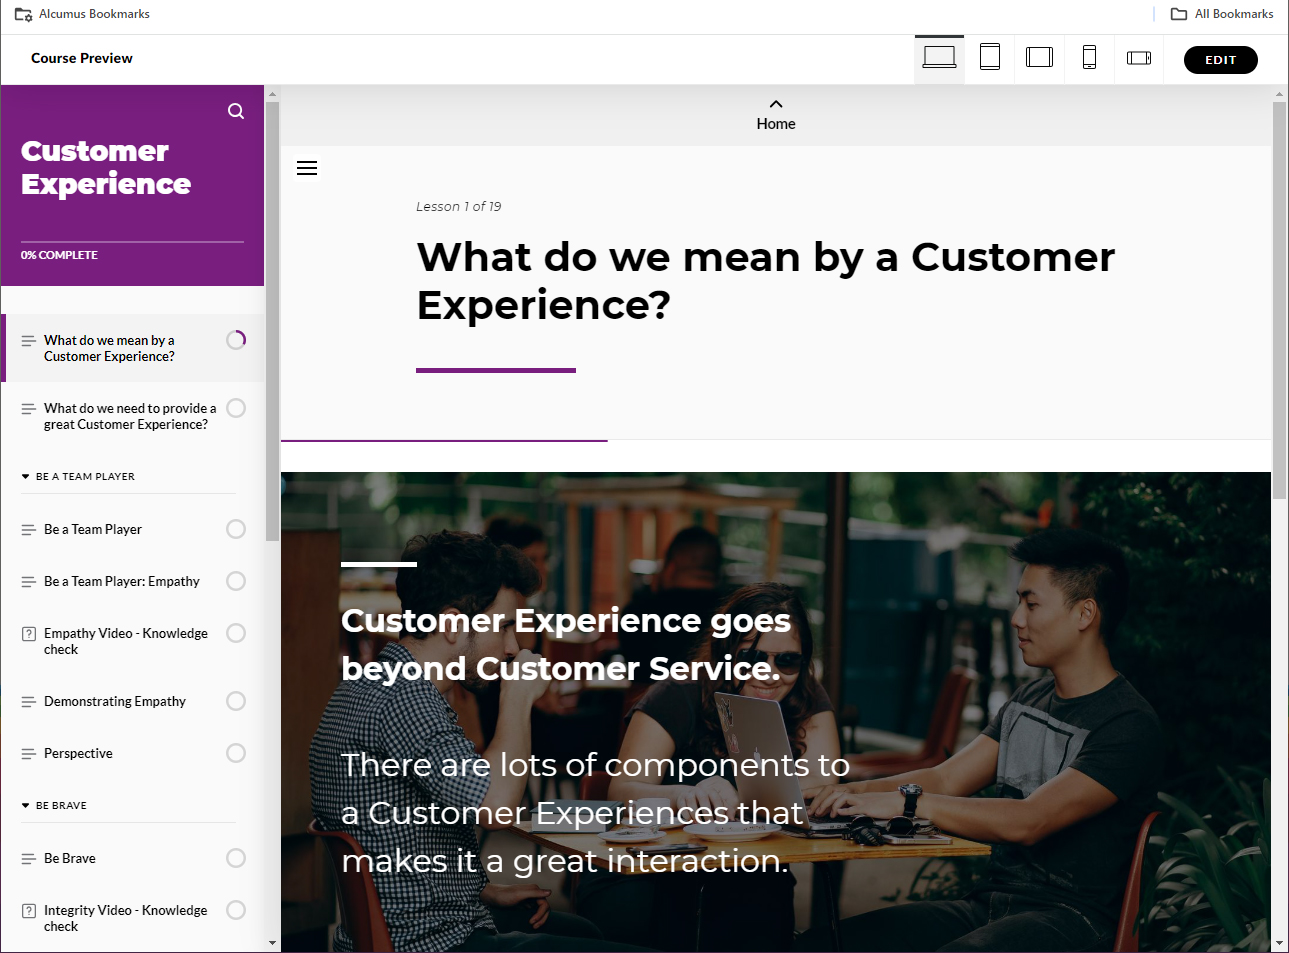 Alcumus Bookmarks
All Bookmarks
Course Preview
EDIT
Customer
Experience
0% COMPLETE
What do we mean by a
Customer Experience?
What do we need to provide a
great Customer Experience?
BE A TEAM PLAYER
Be a Team Player
Be a Team Player: Empathy
Empathy Video - Knowledge
check
Demonstrating Empathy
Perspective
BE BRAVE
Be Brave
Integrity Video - Knowledge
check
Home
Lesson 1 of 19
What do we mean by a Customer
Experience?
Customer Experience goes
beyond Customer Service.
There are lots of components to
a Customer Experiences that
makes it a great interaction.